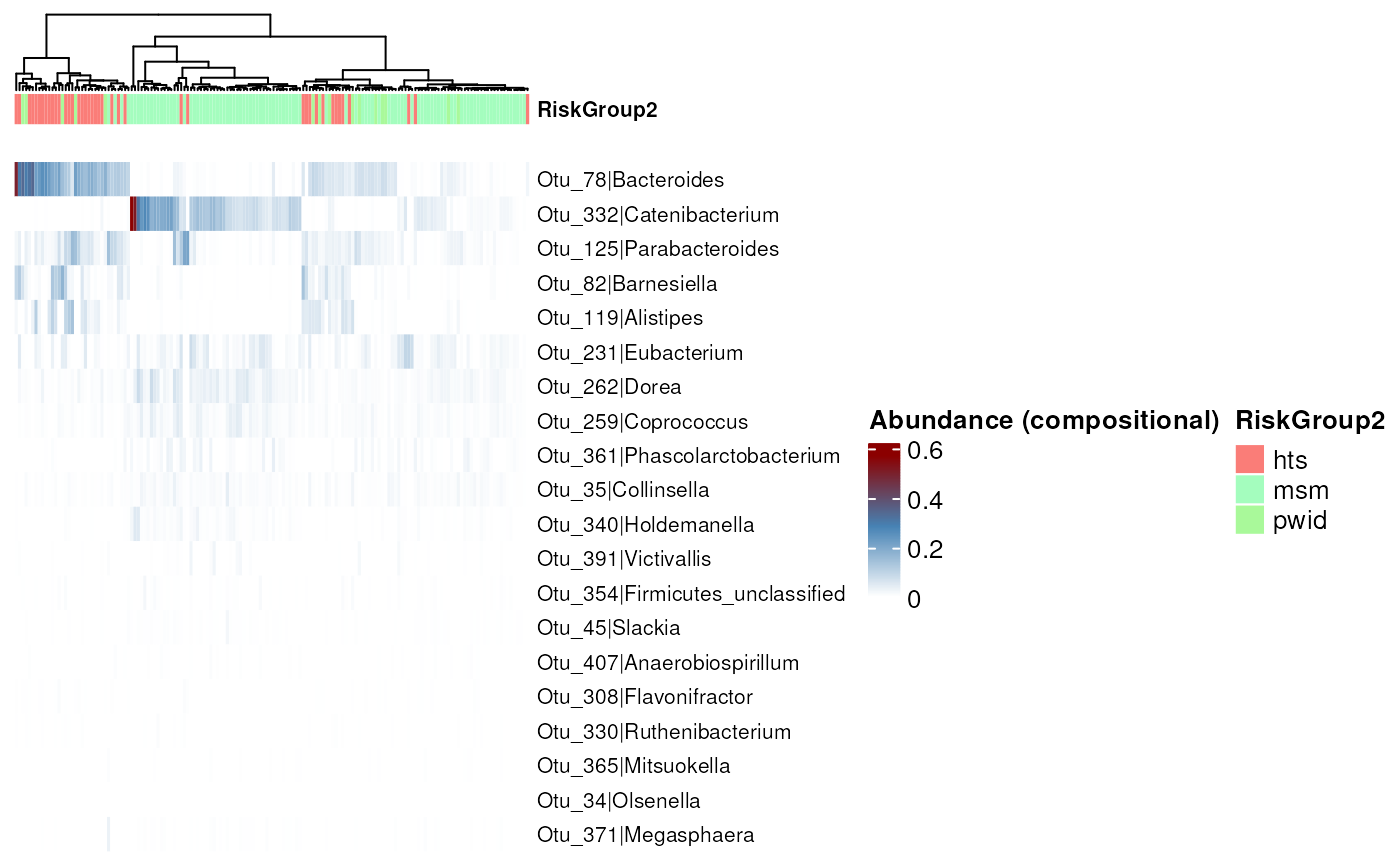 RiskGroup2
Otu_78|Bacteroides
Otu_332|Catenibacterium
Otu_125|Parabacteroides
Otu_82|Barnesiella
Otu_119|Alistipes
Otu_231|Eubacterium
Otu_262|Dorea
Otu_259|Coprococcus
Otu_361|Phascolarctobacterium
Otu_35|Collinsella
Otu_340|Holdemanella
Otu_391|Victivallis
Otu_354|Firmicutes_unclassified
Otu_45|Slackia
Otu_407|Anaerobiospirillum
Otu_308|Flavonifractor
Otu_330|Ruthenibacterium
Otu_365|Mitsuokella
Otu_34|Olsenella
Otu_371|Megasphaera
Abundance (compositional)
0.6
0.4
0.2
0
RiskGroup2
hts
msm
pwid